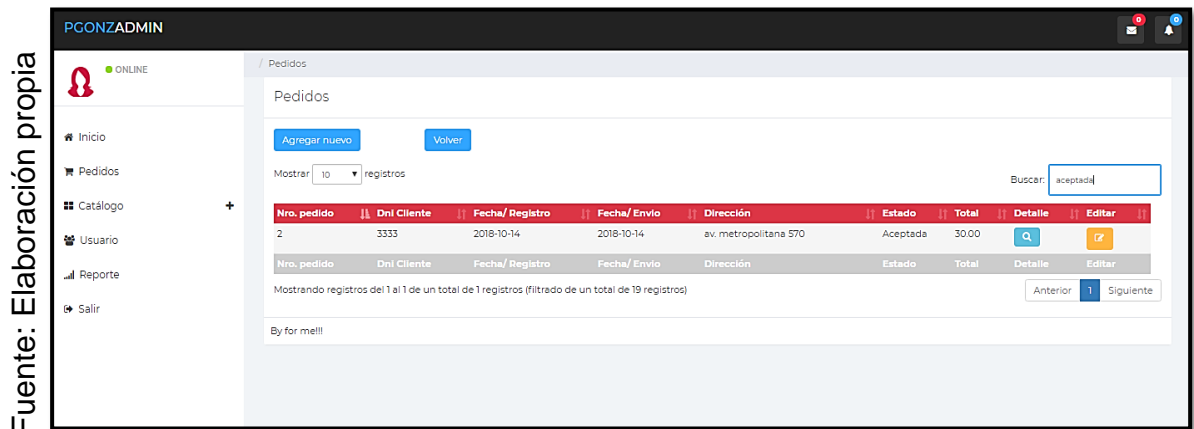 Fuente: Elaboración propia
PGONZADMIN
0
0
ONLINE
/ Pedidos
Pedidos
Inicio
Pedidos
Catálogo +
Usuario
Reporte
Salir
Agregar nuevo Volver
Mostrar 10 registros
Buscar: aceptada
Nro. pedido Dni Cliente Fecha/ Registro Fecha/ Envio Dirección Estado Total Detalle Editar
2 3333 2018-10-14 2018-10-14 av. metropolitana 570 Aceptada 30.00
Nro. pedido Dni Cliente Fecha/ Registro Fecha/ Envio Dirección Estado Total Detalle Editar
Mostrando registros del 1 al 1 de un total de 1 registros (filtrado de un total de 19 registros)
Anterior 1 Siguiente
By for me!!!